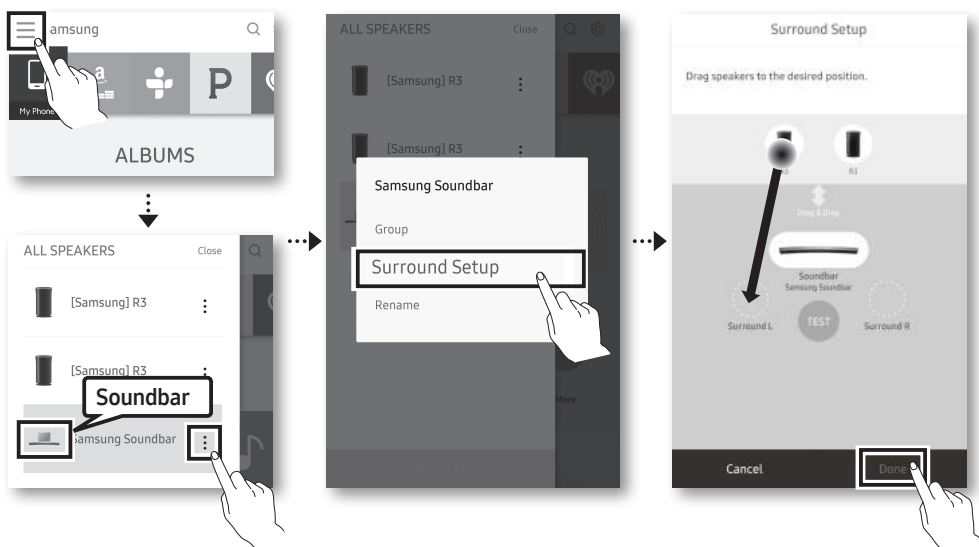 Samsung
a
P
My Phone
ALBUMS
ALL SPEAKERS Close
[Samsung] R3
[Samsung] R3
Soundbar
Samsung Soundbar
ALL SPEAKERS Close
[Samsung] R3
[Samsung] R3
Samsung Soundbar
Group
Surround Setup
Rename
More
Surround Setup
Drag speakers to the desired position.
R3 R3
Drag & Drop
Soundbar
Samsung Soundbar
Surround L TEST Surround R
Cancel Done